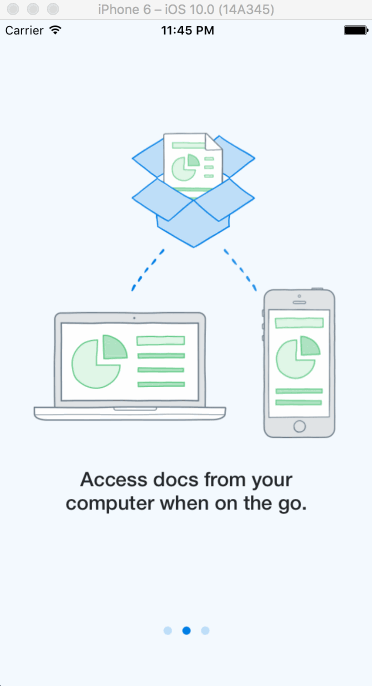 iPhone 6 – iOS 10.0 (14A345)
Carrier 11:45 PM
Access docs from your
computer when on the go.